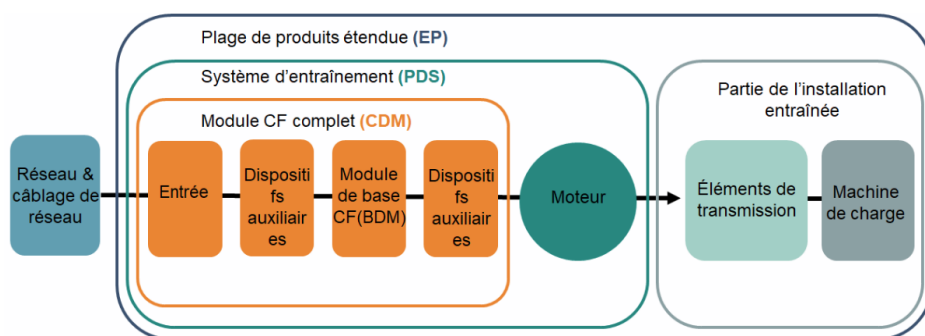 Plage de produits étendue (EP)
Système d’entraînement (PDS)
Partie de l’installation
entraînée
Module CF complet (CDM)
Réseau &
câblage de
réseau
Entrée
Dispositi
fs
auxiliair
es
Module
de base
CF(BDM)
Dispositi
fs
auxiliair
es
Moteur
Éléments de
transmission
Machine
de charge